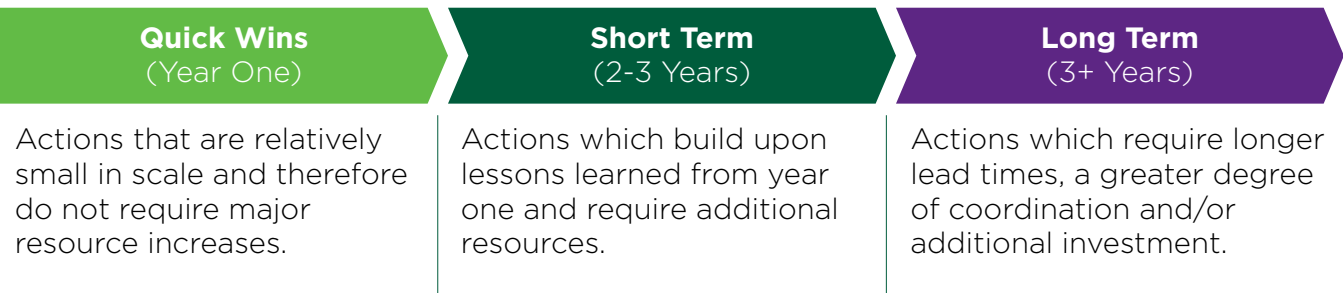 Quick Wins
(Year One)
Actions that are relatively
small in scale and therefore
do not require major
resource increases.
Short Term
(2-3 Years)
Actions which build upon
lessons learned from year
one and require additional
resources.
Long Term
(3+ Years)
Actions which require longer
lead times, a greater degree
of coordination and/or
additional investment.